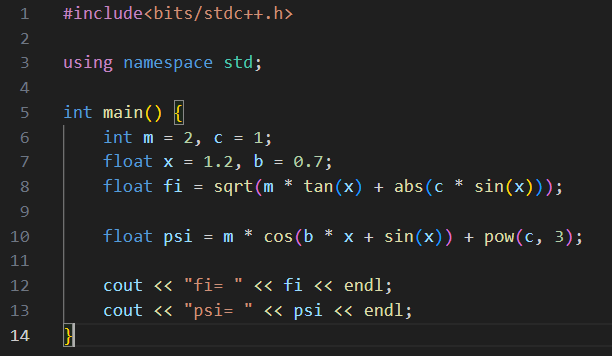 1 #include<bits/stdc++.h>
2
3 using namespace std;
4
5 int main() {
6     int m = 2, c = 1;
7     float x = 1.2, b = 0.7;
8     float fi = sqrt(m * tan(x) + abs(c * sin(x)));
9
10     float psi = m * cos(b * x + sin(x)) + pow(c, 3);
11
12     cout << "fi= " << fi << endl;
13     cout << "psi= " << psi << endl;
14 }